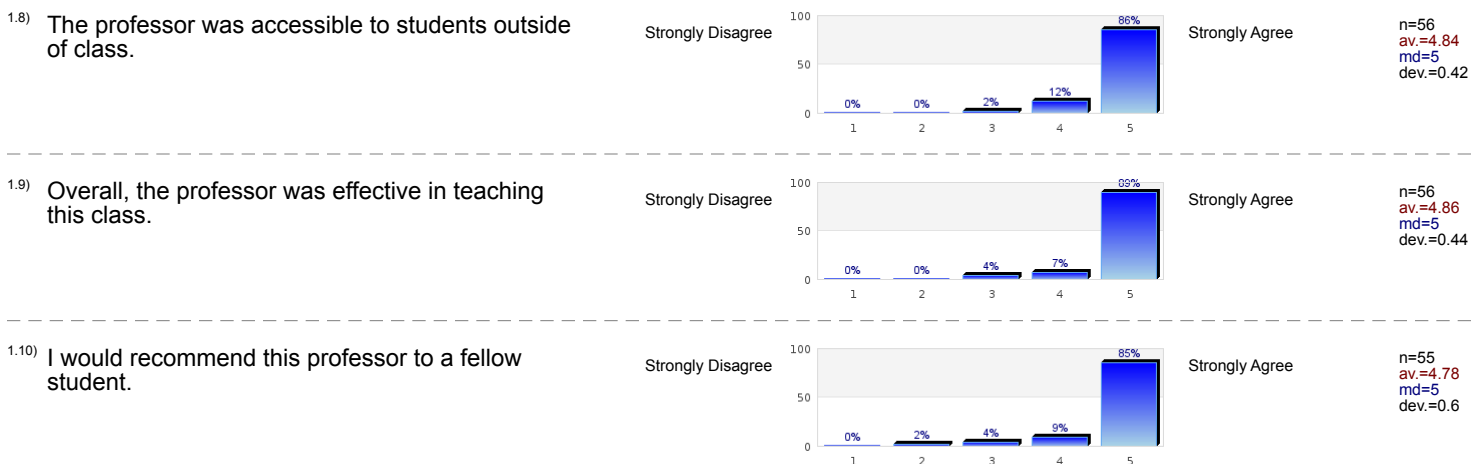 1.8) The professor was accessible to students outside
of class.
Strongly Disagree
100
50
0
0%
0%
2%
12%
86%
1 2 3 4 5
Strongly Agree
n=56
av.=4.84
md=5
dev.=0.42
1.9) Overall, the professor was effective in teaching
this class.
Strongly Disagree
100
50
0
0%
0%
4%
7%
89%
1 2 3 4 5
Strongly Agree
n=56
av.=4.86
md=5
dev.=0.44
1.10) I would recommend this professor to a fellow
student.
Strongly Disagree
100
50
0
0%
2%
4%
9%
85%
1 2 3 4 5
Strongly Agree
n=55
av.=4.78
md=5
dev.=0.6